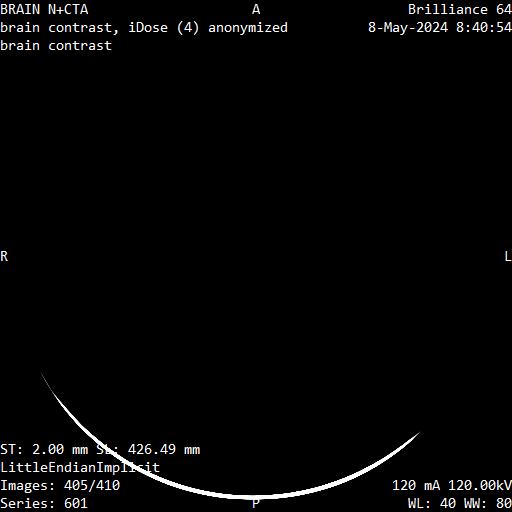 BRAIN N+CTA
A
Brilliance 64
brain contrast, iDose (4) anonymized
8-May-2024 8:40:54
brain contrast
R
L
ST: 2.00 mm SL: 426.49 mm
LittleEndianImplicit
Images: 405/410
120 mA 120.00kV
Series: 601
P
WL: 40 WW: 80